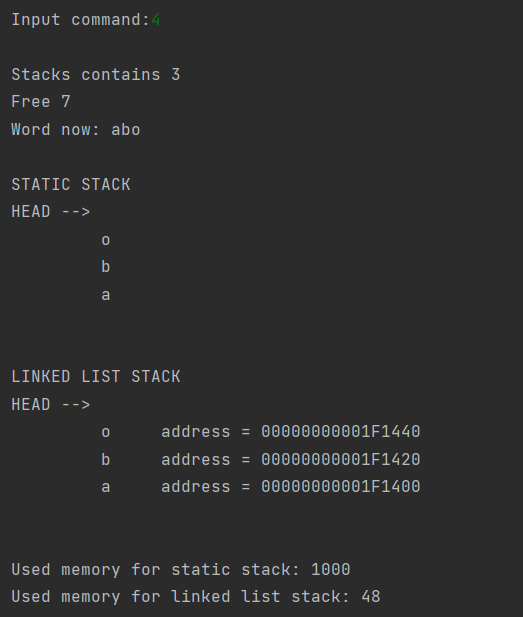 Input command:4
Stacks contains 3
Free 7
Word now: abo
STATIC STACK
HEAD -->
o
b
a
LINKED LIST STACK
HEAD -->
o address = 00000000001F1440
b address = 00000000001F1420
a address = 00000000001F1400
Used memory for static stack: 1000
Used memory for linked list stack: 48